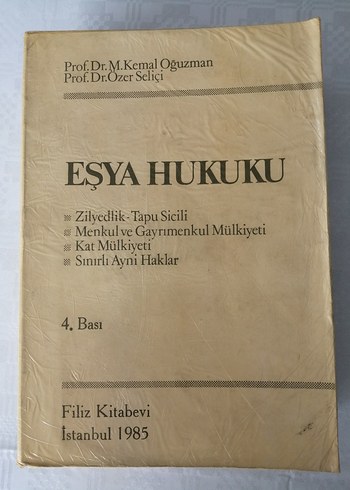 Prof. Dr. M. Kemal Oğuzman
Prof. Dr. Özer Seliçi
EŞYA HUKUKU
Zilyedlik - Tapu Sicili
Menkul ve Gayrımenkul Mülkiyeti
Kat Mülkiyeti
Sınırlı Ayni Haklar
4. Bası
Filiz Kitabevi
İstanbul 1985